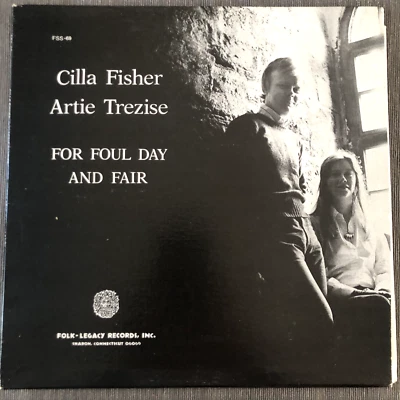 FSS-69
Cilla Fisher
Artie Trezise
FOR FOUL DAY
AND FAIR
FOLK-LEGACY RECORDS, INC.
SHARON, CONNECTICUT 06069